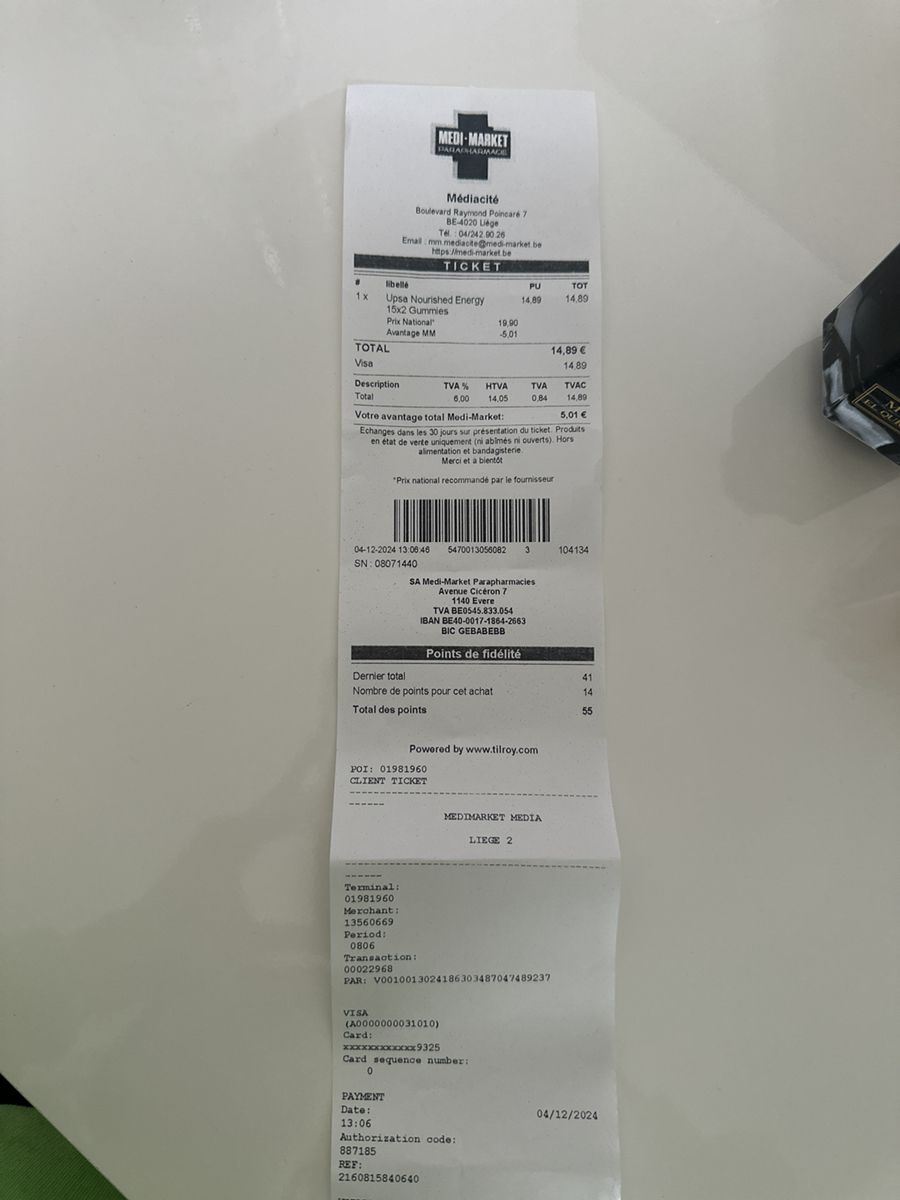 MEDI·MARKET
PARAPHARMACIE
Médiacité
Boulevard Raymond Poincaré 7
BE-4020 Liège
Tél. : 04/242.90.26
Email : mm.mediacite@medi-market.be
https://medi-market.be
TICKET
# libellé PU TOT
1 x Upsa Nourished Energy 14,89 14,89
15x2 Gummies
Prix National* 19,90
Avantage MM -5,01
TOTAL 14,89 €
Visa 14,89
Description TVA % HTVA TVA TVAC
Total 6,00 14,05 0,84 14,89
Votre avantage total Medi-Market: 5,01 €
Echanges dans les 30 jours sur présentation du ticket. Produits
en état de vente uniquement (ni abîmés ni ouverts). Hors
alimentation et bandagisterie.
Merci et à bientôt
*Prix national recommandé par le fournisseur
04-12-2024 13:06:46 5470013056082 3 104134
SN : 08071440
SA Medi-Market Parapharmacies
Avenue Cicéron 7
1140 Evere
TVA BE0545.833.054
IBAN BE40-0017-1864-2663
BIC GEBABEBB
Points de fidélité
Dernier total 41
Nombre de points pour cet achat 14
Total des points 55
Powered by www.tilroy.com
POI: 01981960
CLIENT TICKET
MEDIMARKET MEDIA
LIEGE 2
Terminal:
01981960
Merchant:
13560669
Period:
0806
Transaction:
00022968
PAR: V0010013024186303487047489237
VISA
(A0000000031010)
Card:
xxxxxxxxxxxx9325
Card sequence number:
0
PAYMENT
Date: 04/12/2024
13:06
Authorization code:
887185
REF:
2160815840640